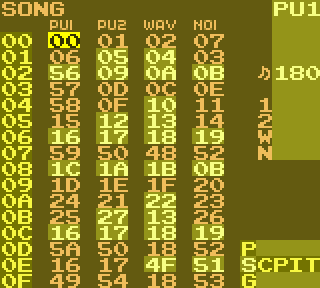 SONG PU1
PU1 PU2 WAV NOI
00 00 01 02 07
01 06 05 04 03
02 56 09 0A 0B ♪180
03 57 0D 0C 0E
04 58 0F 10 11 1
05 15 12 13 14 2
06 16 17 18 19 W
07 59 50 48 52 N
08 1C 1A 1B 0B
09 1D 1E 1F 20
0A 24 21 22 23
0B 25 27 13 26
0C 16 17 18 19
0D 5A 50 18 52 P
0E 16 17 4F 51 SCPIT
0F 49 54 18 53 G